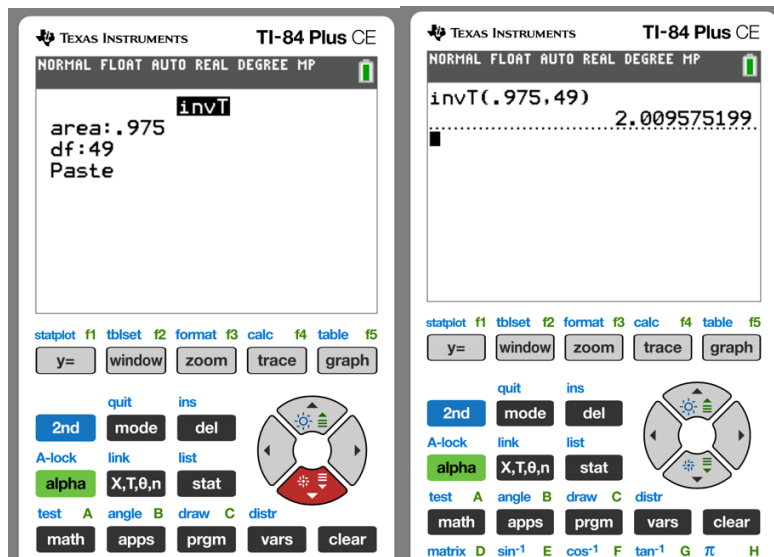 TEXAS INSTRUMENTS TI-84 Plus CE
NORMAL FLOAT AUTO REAL DEGREE MP
invT
area:.975
df:49
Paste
statplot f1 tblset f2 format f3 calc f4 table f5
y= window zoom trace graph
quit ins
2nd mode del
A-lock link list
alpha X,T,θ,n stat
test A angle B draw C distr
math apps prgm vars clear
TEXAS INSTRUMENTS TI-84 Plus CE
NORMAL FLOAT AUTO REAL DEGREE MP
invT(.975,49)
2.009575199
statplot f1 tblset f2 format f3 calc f4 table f5
y= window zoom trace graph
quit ins
2nd mode del
A-lock link list
alpha X,T,θ,n stat
test A angle B draw C distr
math apps prgm vars clear
matrix D sin⁻¹ E cos⁻¹ F tan⁻¹ G π H